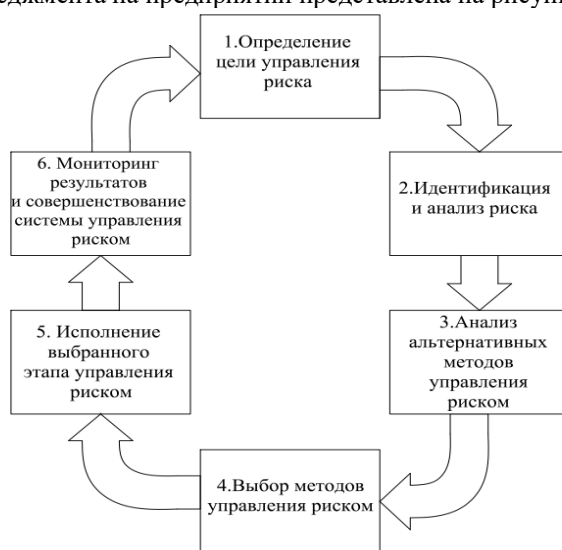 еджмента на предприятии представлена на рисун
1.Определение
цели управления
риска
2.Идентификация
и анализ риска
3.Анализ
альтернативных
методов
управления
риском
4.Выбор методов
управления риском
5. Исполнение
выбранного
этапа управления
риском
6. Мониторинг
результатов
и совершенствование
системы управления
риском